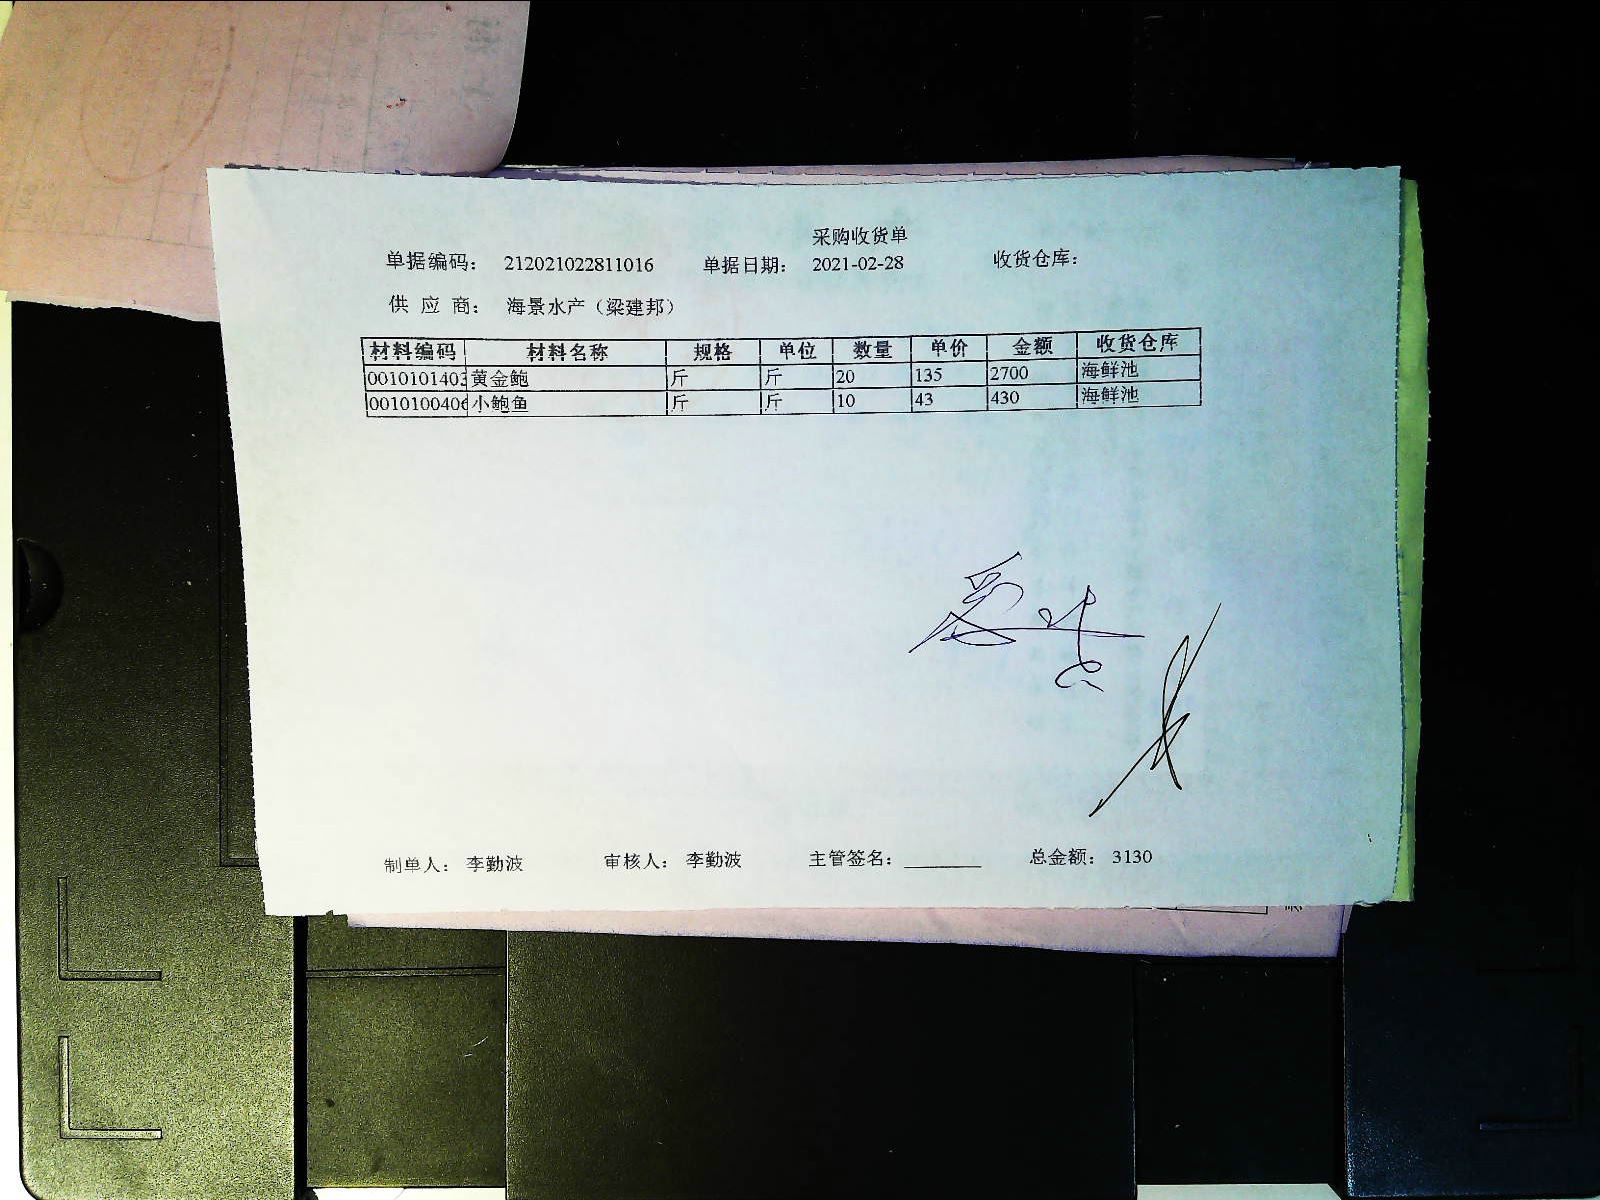 采购收货单
单据编码： 212021022811016 单据日期： 2021-02-28 收货仓库：
供 应 商： 海景水产（梁建邦）
材料编码 材料名称 规格 单位 数量 单价 金额 收货仓库
0010101403 黄金鲍 斤 斤 20 135 2700 海鲜池
0010100406 小鲍鱼 斤 斤 10 43 430 海鲜池
制单人： 李勤波 审核人： 李勤波 主管签名： 总金额： 3130